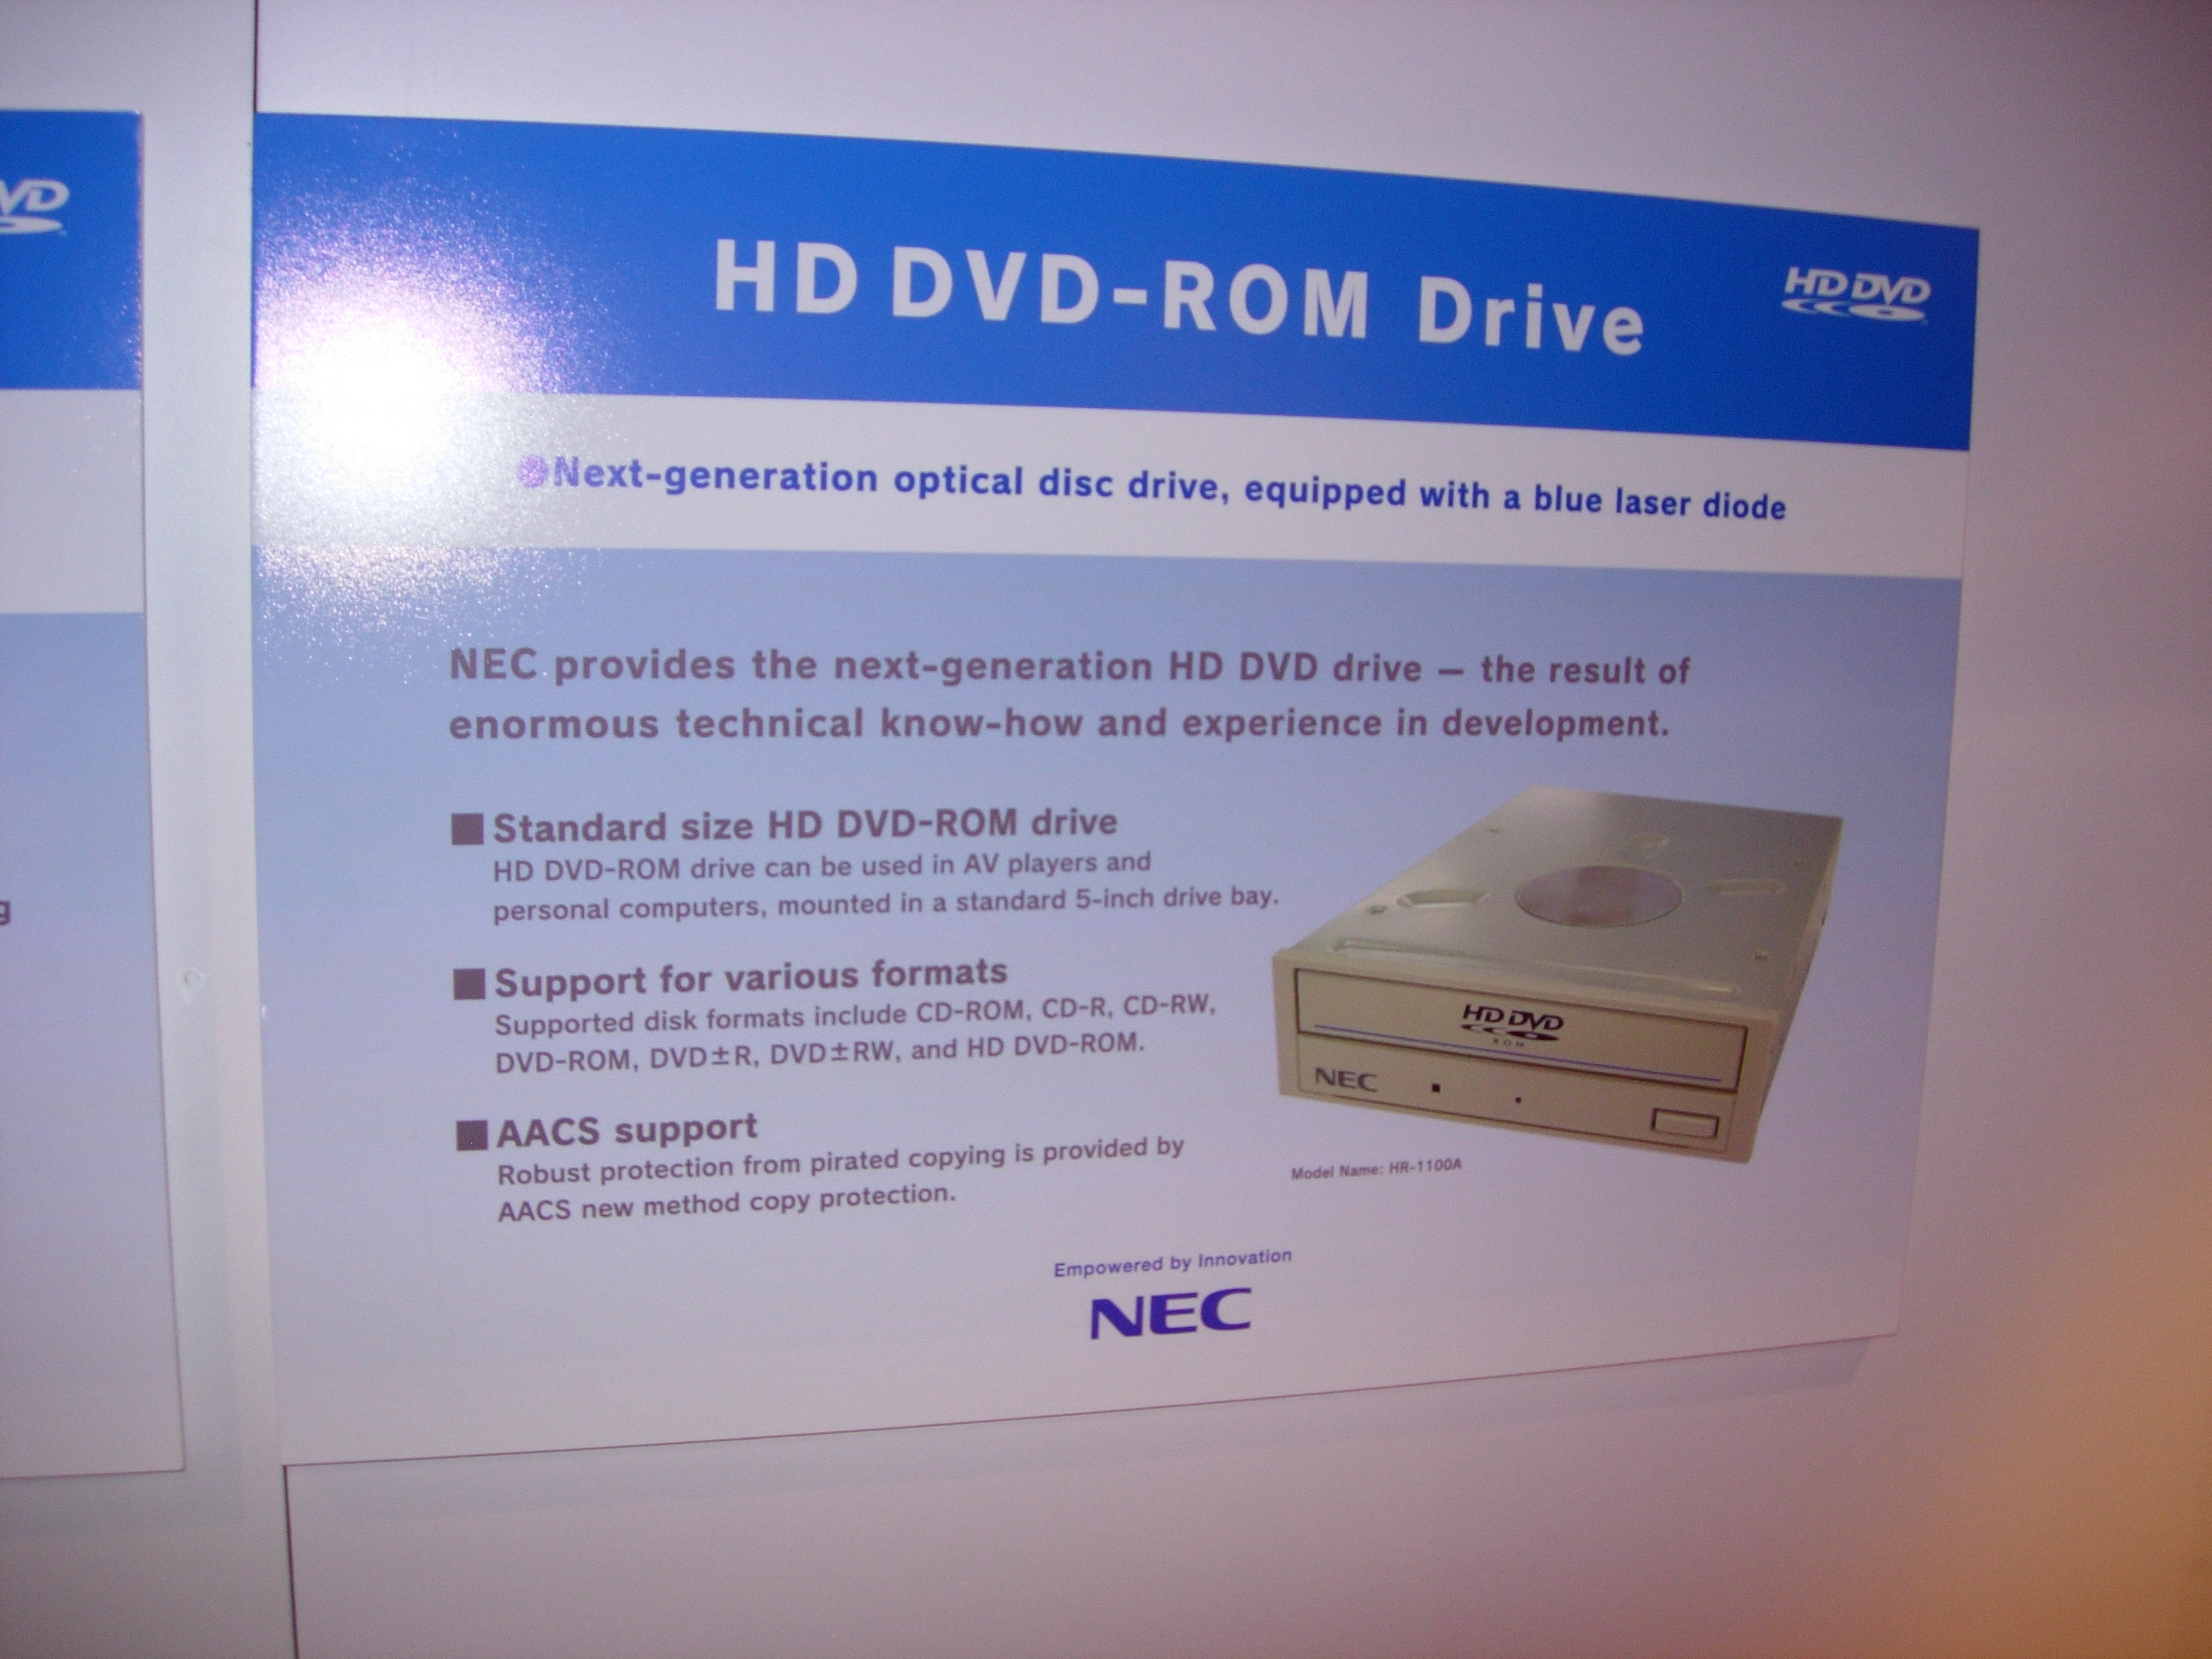 VD
g
HD DVD-ROM Drive
HD DVD
●Next-generation optical disc drive, equipped with a blue laser diode
NEC provides the next-generation HD DVD drive — the result of
enormous technical know-how and experience in development.
■ Standard size HD DVD-ROM drive
HD DVD-ROM drive can be used in AV players and
personal computers, mounted in a standard 5-inch drive bay.
■ Support for various formats
Supported disk formats include CD-ROM, CD-R, CD-RW,
DVD-ROM, DVD±R, DVD±RW, and HD DVD-ROM.
■ AACS support
Robust protection from pirated copying is provided by
AACS new method copy protection.
HD DVD
ROM
NEC
Model Name: HR-1100A
Empowered by Innovation
NEC